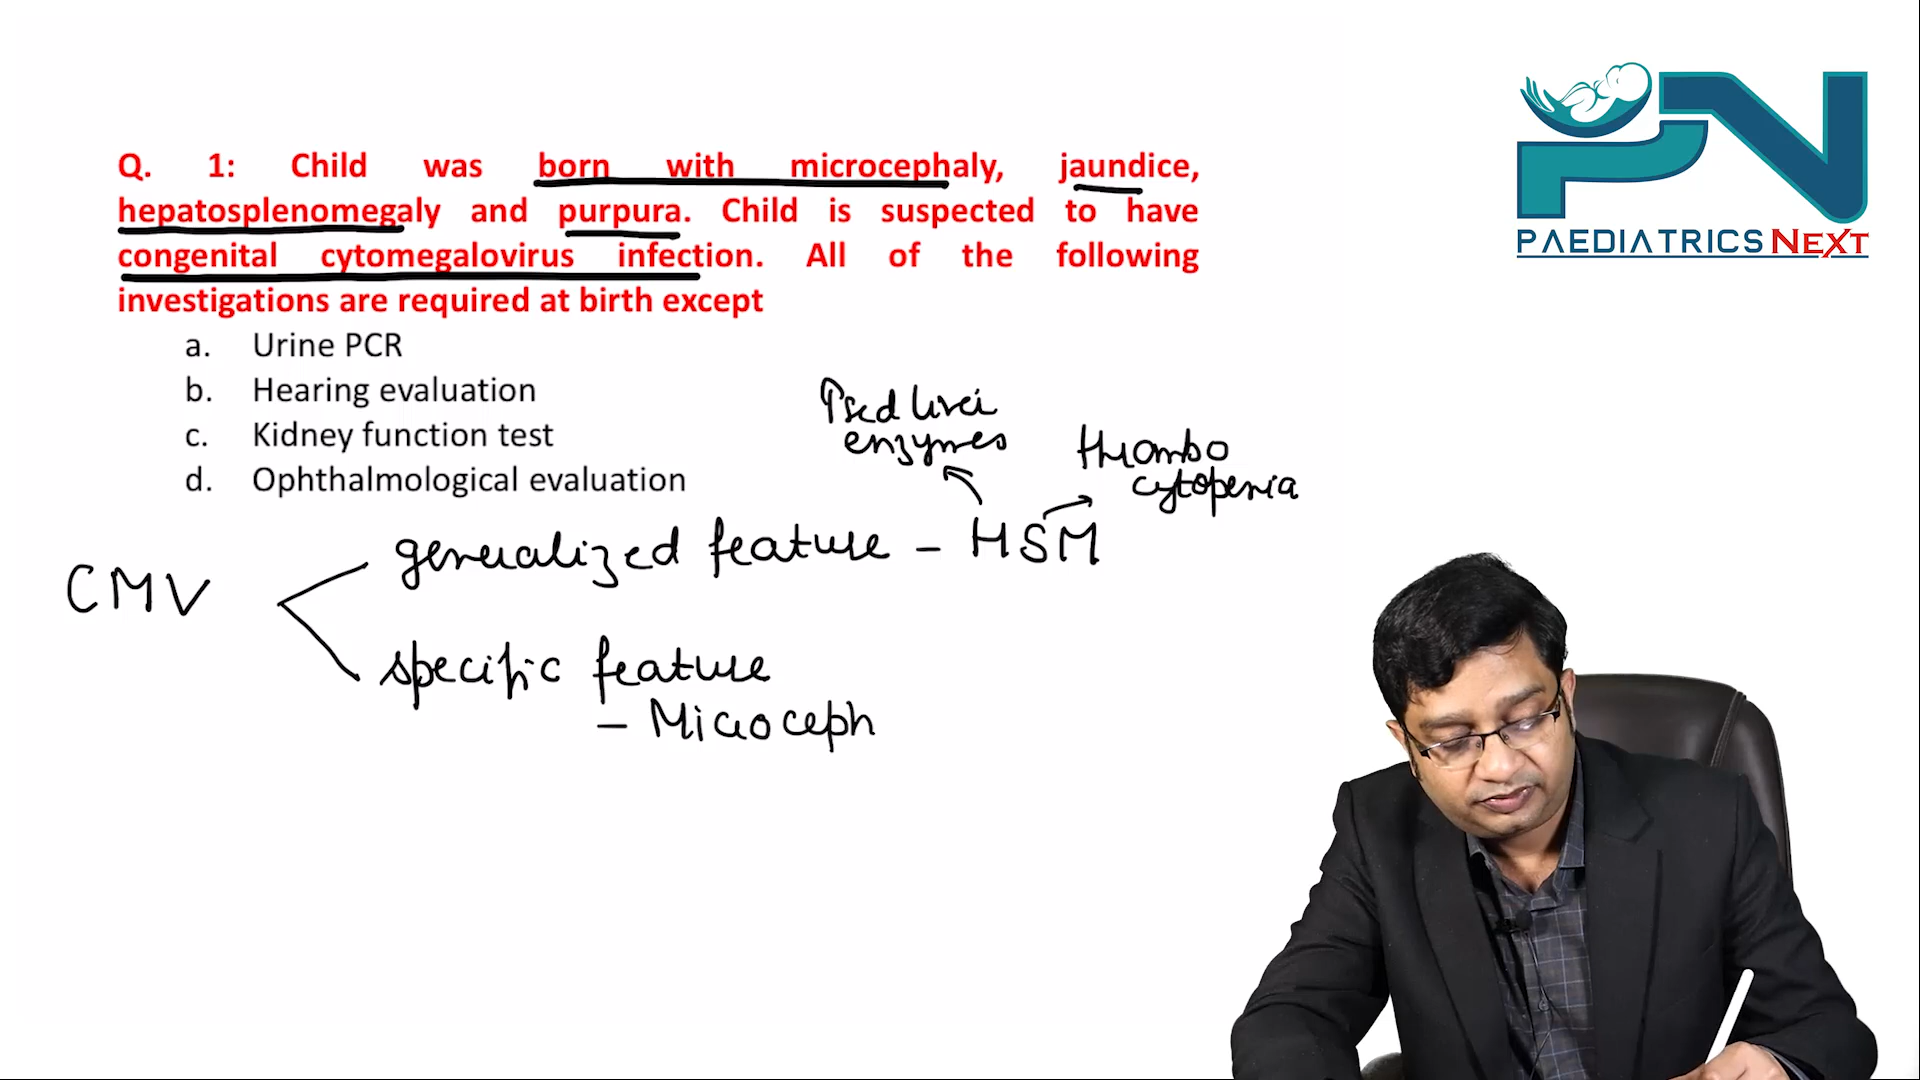 Q. 1: Child was born with microcephaly, jaundice,
hepatosplenomegaly and purpura. Child is suspected to have
congenital cytomegalovirus infection. All of the following
investigations are required at birth except
a. Urine PCR
b. Hearing evaluation
c. Kidney function test
d. Ophthalmological evaluation
↑sed liver
enzymes
thrombo
cytopenia
CMV
generalized feature - HSM
specific feature
- Microceph
PN
PAEDIATRICS NEXT